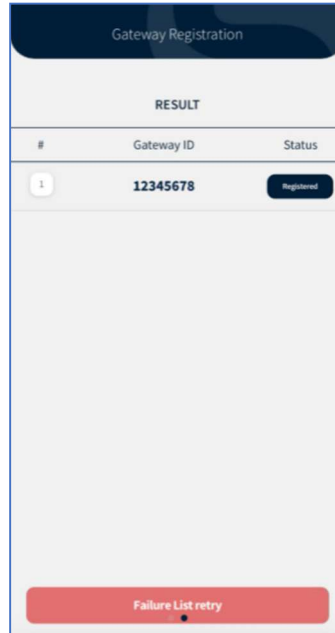 Gateway Registration
RESULT
# Gateway ID Status
1 12345678 Registered
Failure List retry